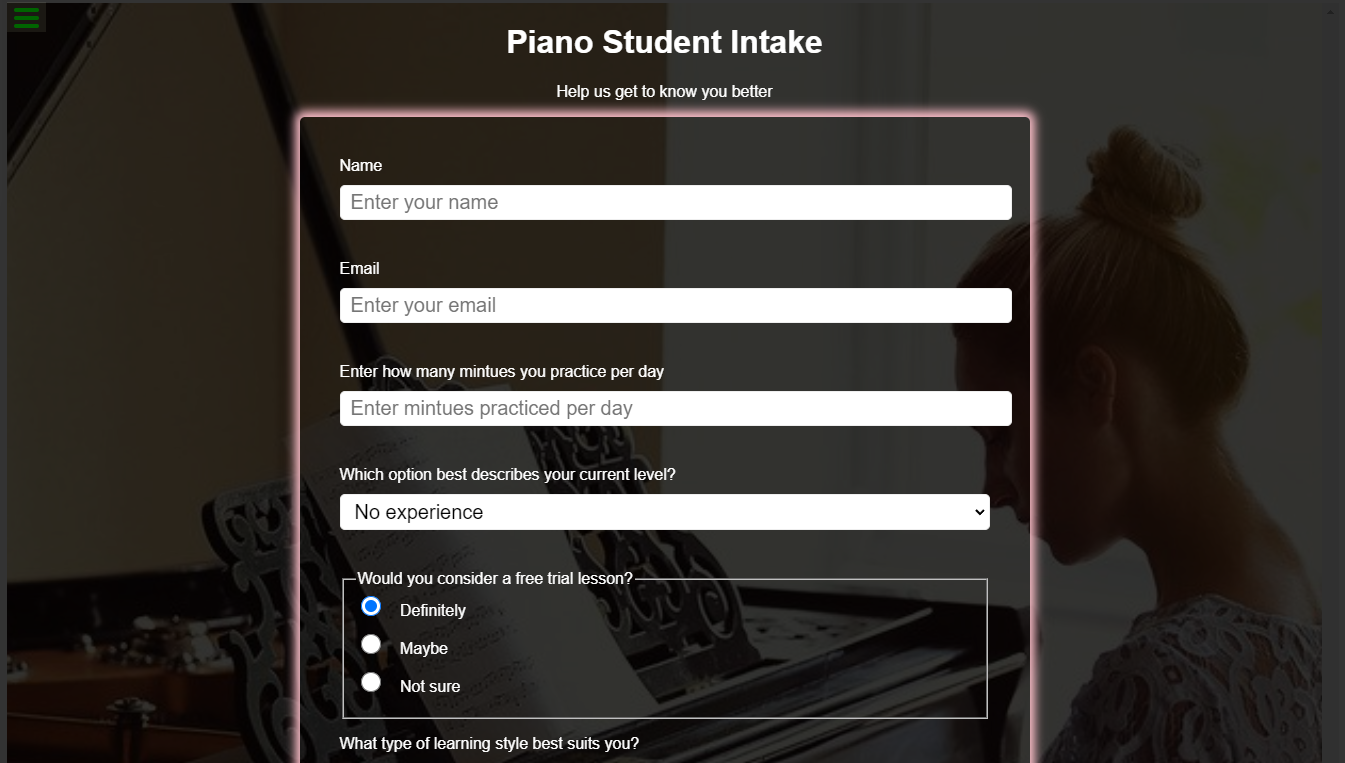 Piano Student Intake
Help us get to know you better
Name
Enter your name
Email
Enter your email
Enter how many mintues you practice per day
Enter mintues practiced per day
Which option best describes your current level?
No experience
Would you consider a free trial lesson?
Definitely
Maybe
Not sure
What type of learning style best suits you?